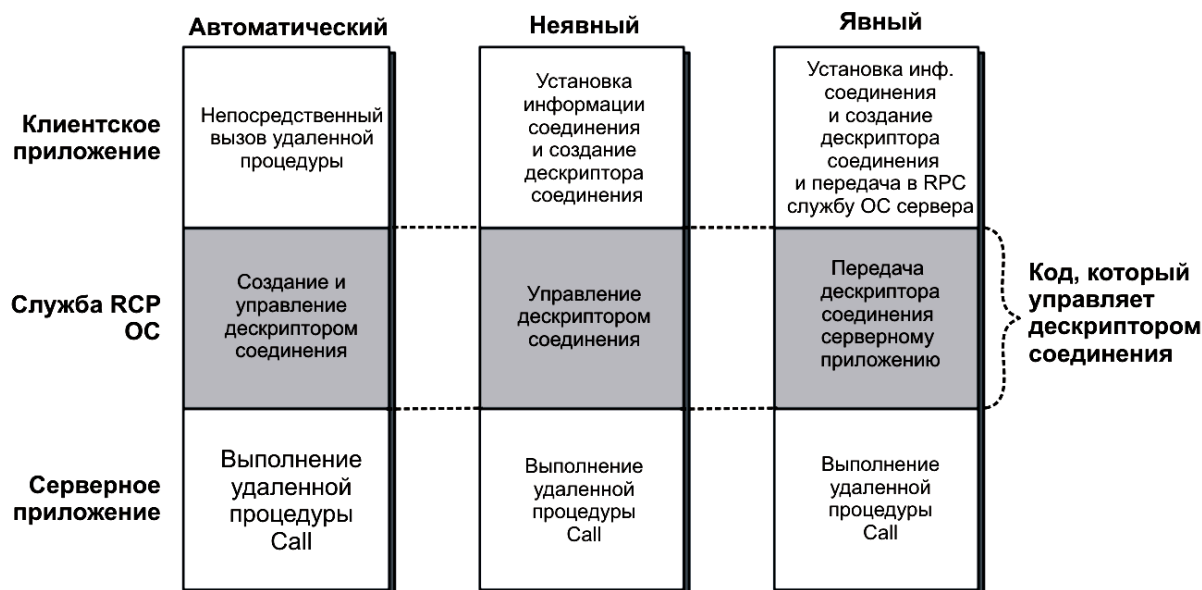 Автоматический
Неявный
Явный
Клиентское
приложение
Непосредственный
вызов удаленной
процедуры
Установка
информации
соединения
и создание
дескриптора
соединения
Установка инф.
соединения
и создание
дескриптора
соединения
и передача в RPC
службу ОС сервера
Служба RCP
ОС
Создание и
управление
дескриптором
соединения
Управление
дескриптором
соединения
Передача
дескриптора
соединения
серверному
приложению
Код, который
управляет
дескриптором
соединения
Серверное
приложение
Выполнение
удаленной
процедуры
Call
Выполнение
удаленной
процедуры
Call
Выполнение
удаленной
процедуры
Call